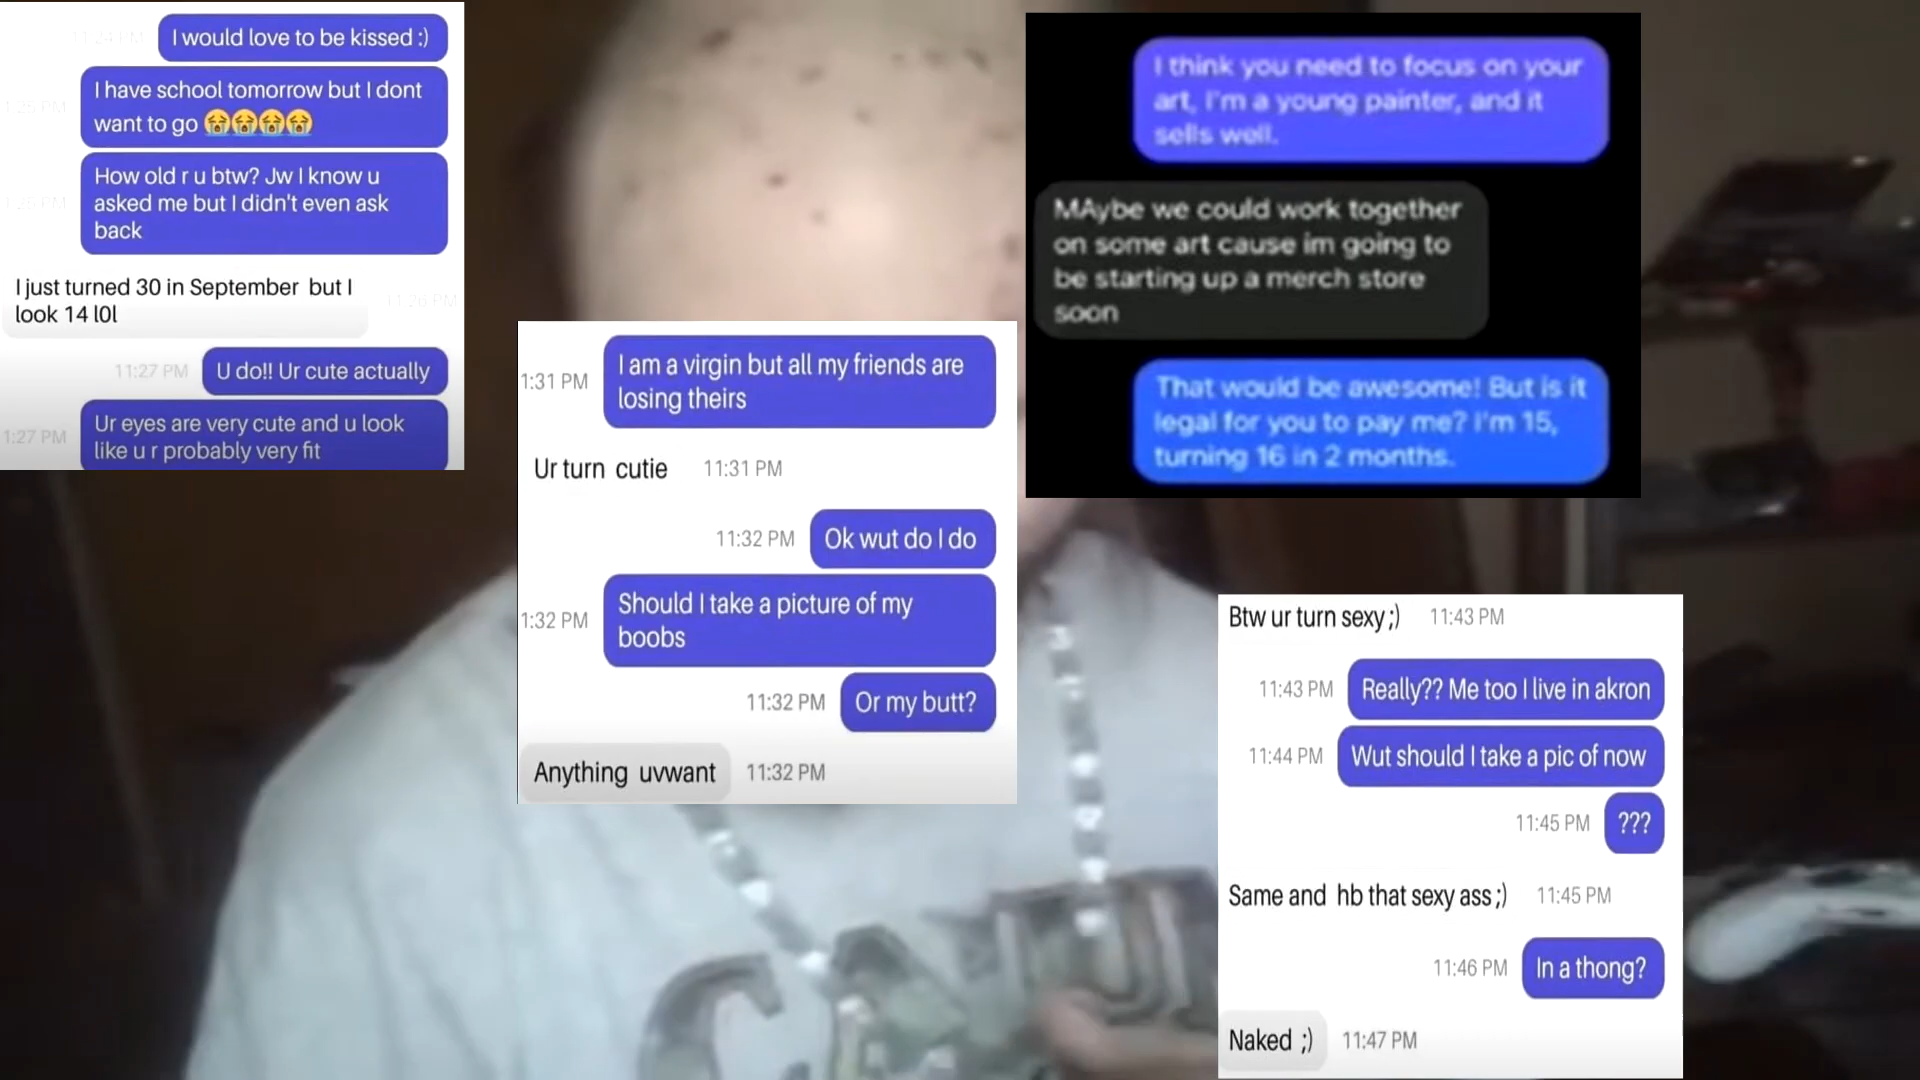 I would love to be kissed :)
I have school tomorrow but I dont
want to go 😭😭😭😭
How old r u btw? Jw I know u
asked me but I didn't even ask
back
I just turned 30 in September but I
look 14 l0l
11:27 PM U do!! Ur cute actually
1:27 PM Ur eyes are very cute and u look
like u r probably very fit
I think you need to focus on your
art, I'm a young painter, and it
sells well.
MAybe we could work together
on some art cause im going to
be starting up a merch store
soon
That would be awesome! But is it
legal for you to pay me? I'm 15,
turning 16 in 2 months.
1:31 PM I am a virgin but all my friends are
losing theirs
Ur turn cutie 11:31 PM
11:32 PM Ok wut do I do
1:32 PM Should I take a picture of my
boobs
11:32 PM Or my butt?
Anything uvwant 11:32 PM
Btw ur turn sexy ;) 11:43 PM
11:43 PM Really?? Me too I live in akron
11:44 PM Wut should I take a pic of now
11:45 PM ???
Same and hb that sexy ass ;) 11:45 PM
11:46 PM In a thong?
Naked ;) 11:47 PM